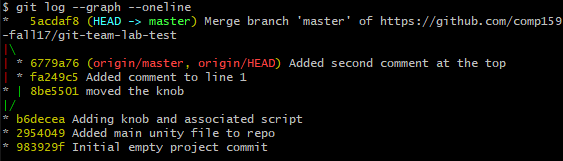 $ git log --graph --oneline
*   5acdaf8 (HEAD -> master) Merge branch 'master' of https://github.com/comp159
-fall17/git-team-lab-test
|\
| * 6779a76 (origin/master, origin/HEAD) Added second comment at the top
| * fa249c5 Added comment to line 1
* | 8be5501 moved the knob
|/
* b6decea Adding knob and associated script
* 2954049 Added main unity file to repo
* 983929f Initial empty project commit